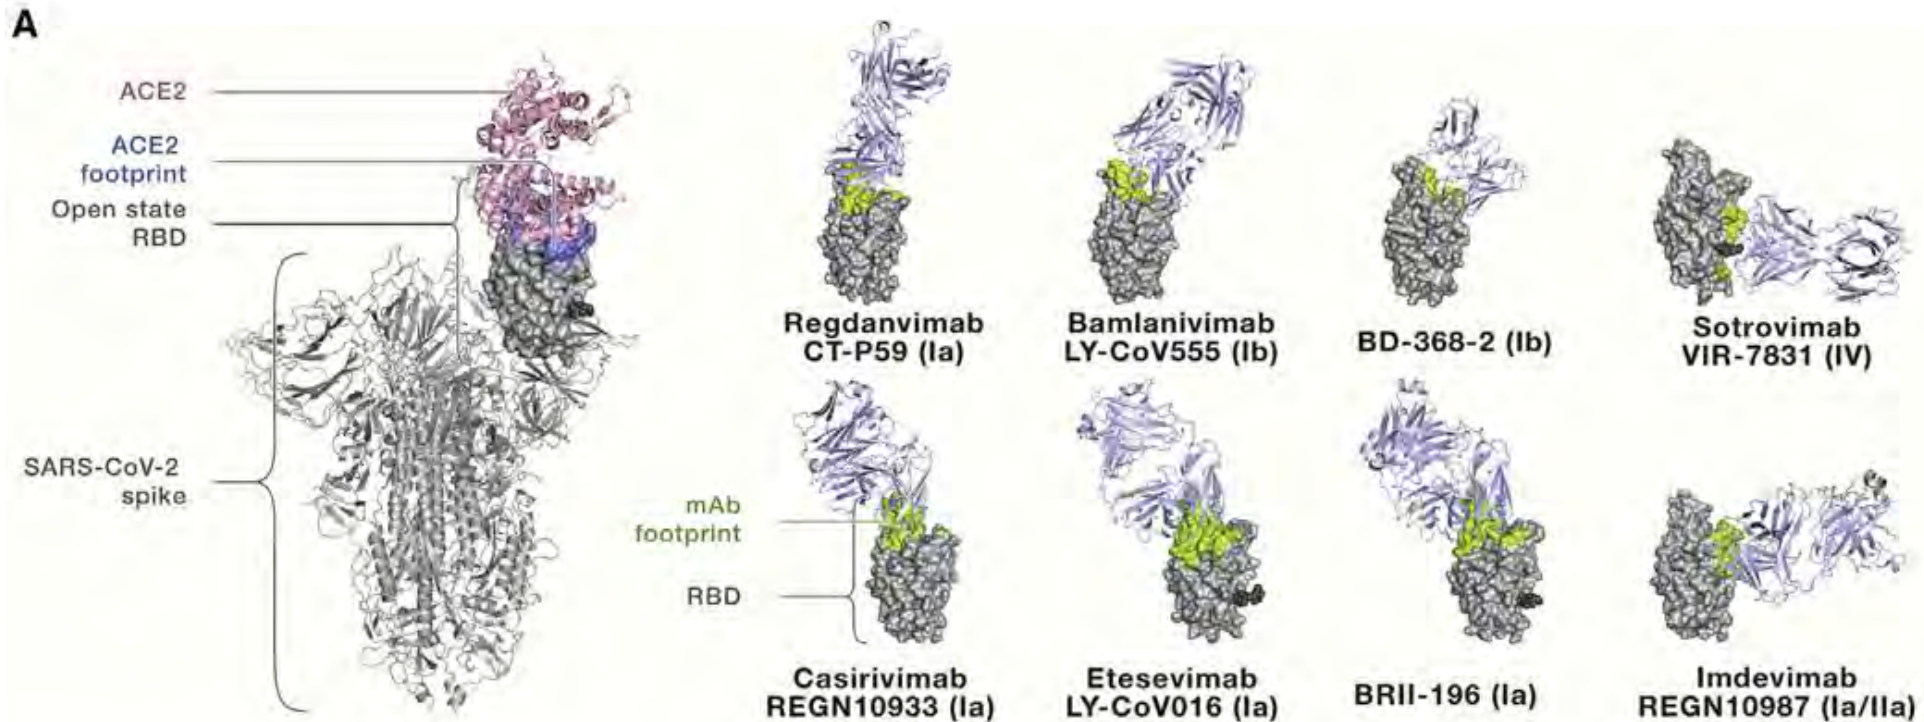 A
ACE2
ACE2
footprint
Open state
RBD
SARS-CoV-2
spike
Regdanvimab
CT-P59 (Ia)
Bamlanivimab
LY-CoV555 (Ib)
BD-368-2 (Ib)
Sotrovimab
VIR-7831 (IV)
mAb
footprint
RBD
Casirivimab
REGN10933 (Ia)
Etesevimab
LY-CoV016 (Ia)
BRII-196 (Ia)
Imdevimab
REGN10987 (Ia/IIa)